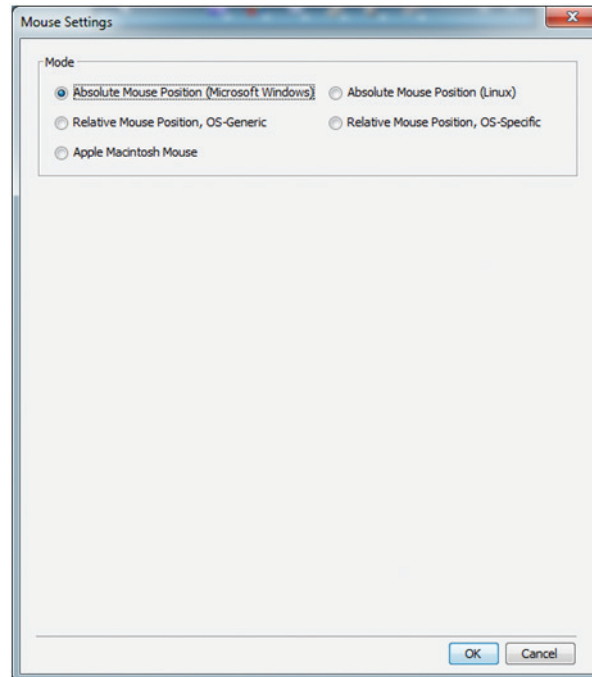 Mouse Settings
Mode
Absolute Mouse Position (Microsoft Windows)
Absolute Mouse Position (Linux)
Relative Mouse Position, OS-Generic
Relative Mouse Position, OS-Specific
Apple Macintosh Mouse
OK
Cancel